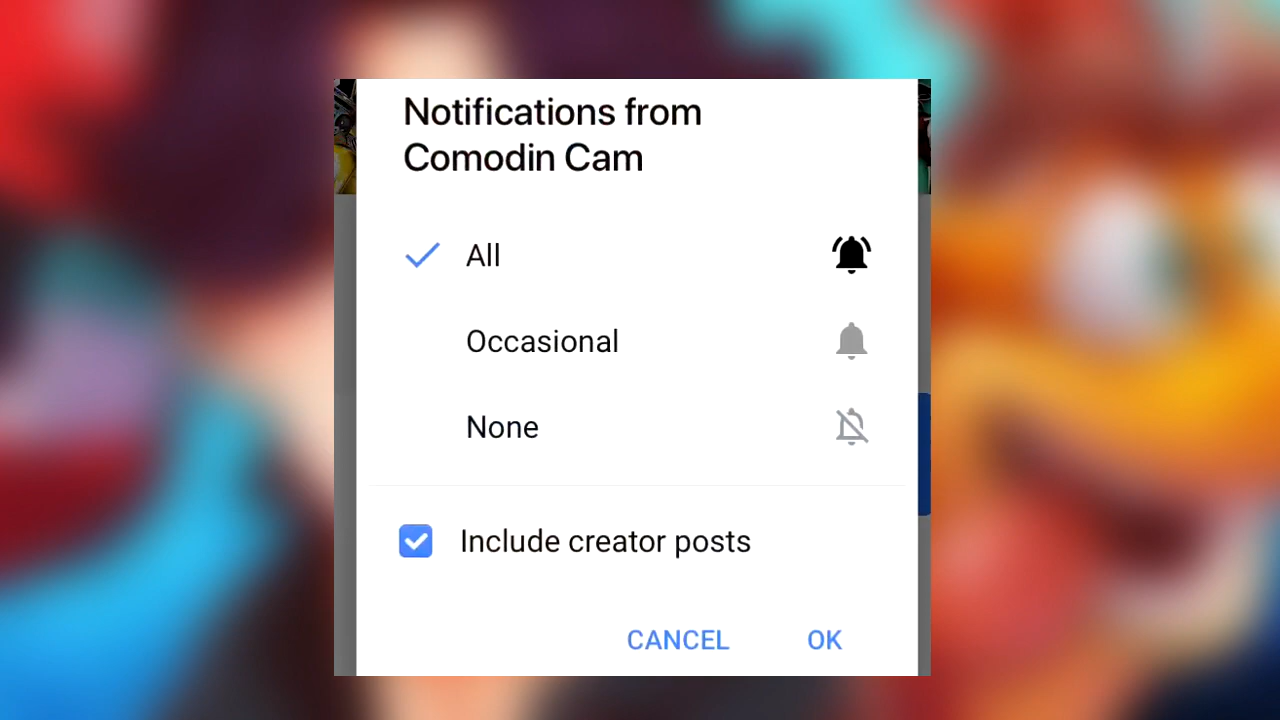 Notifications from
Comodin Cam
All
Occasional
None
Include creator posts
CANCEL
OK